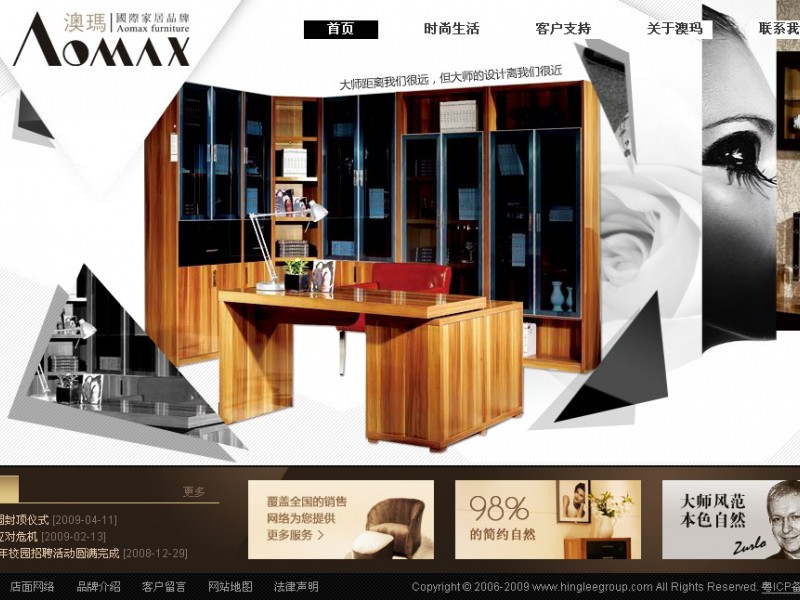 澳瑪 國際家居品牌
Aomax furniture
AOMAX
首页 时尚生活 客户支持 关于澳玛 联系我
大师距离我们很远，但大师的设计离我们很近
更多
封顶仪式 [2009-04-11]
应对危机 [2009-02-13]
年校园招聘活动圆满完成 [2008-12-29]
覆盖全国的销售
网络为您提供
更多服务 >
98%
的简约自然
大师风范
本色自然
Zurlo
店面网络 品牌介绍 客户留言 网站地图 法律声明
Copyright © 2006-2009 www.hingleegroup.com All Rights Reserved. 粤ICP备